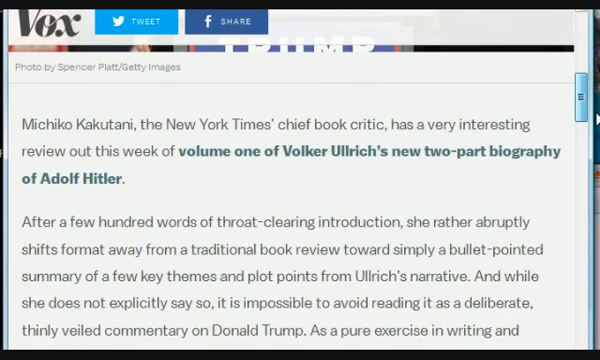 Vox
TWEET
SHARE
TRUMP
Photo by Spencer Platt/Getty Images
Michiko Kakutani, the New York Times' chief book critic, has a very interesting
review out this week of volume one of Volker Ullrich's new two-part biography
of Adolf Hitler.
After a few hundred words of throat-clearing introduction, she rather abruptly
shifts format away from a traditional book review toward simply a bullet-pointed
summary of a few key themes and plot points from Ullrich's narrative. And while
she does not explicitly say so, it is impossible to avoid reading it as a deliberate,
thinly veiled commentary on Donald Trump. As a pure exercise in writing and